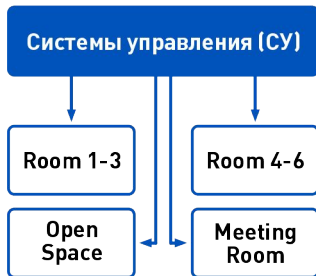 Системы управления (СУ)
Room 1-3
Room 4-6
Open
Space
Meeting
Room